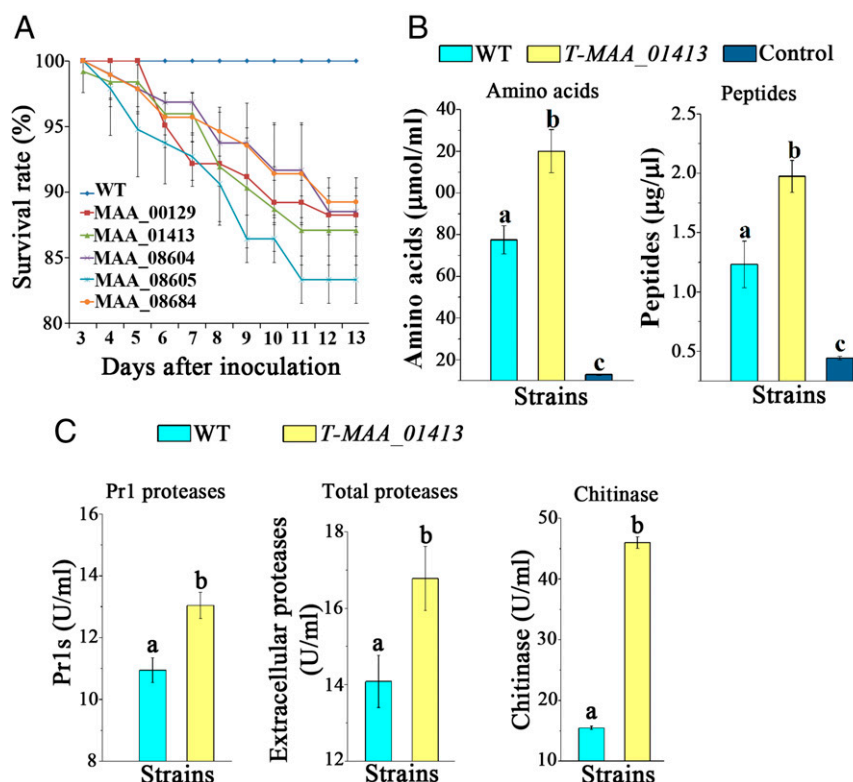 A
Survival rate (%)
100
95
90
85
80
WT
MAA_00129
MAA_01413
MAA_08604
MAA_08605
MAA_08684
3 4 5 6 7 8 9 10 11 12 13
Days after inoculation
B
WT T-MAA_01413 Control
Amino acids
Amino acids (μmol/ml)
20
00
80
60
40
20
a
b
c
Strains
Peptides
Peptides (μg/μl)
2.5
2.0
1.5
1.0
0.5
a
b
c
Strains
C
WT T-MAA_01413
Pr1 proteases
Pr1s (U/ml)
16
14
12
10
8
a
b
Strains
Total proteases
Extracellular proteases
(U/ml)
18
16
14
12
a
b
Strains
Chitinase
Chitinase (U/ml)
50
40
30
20
10
a
b
Strains